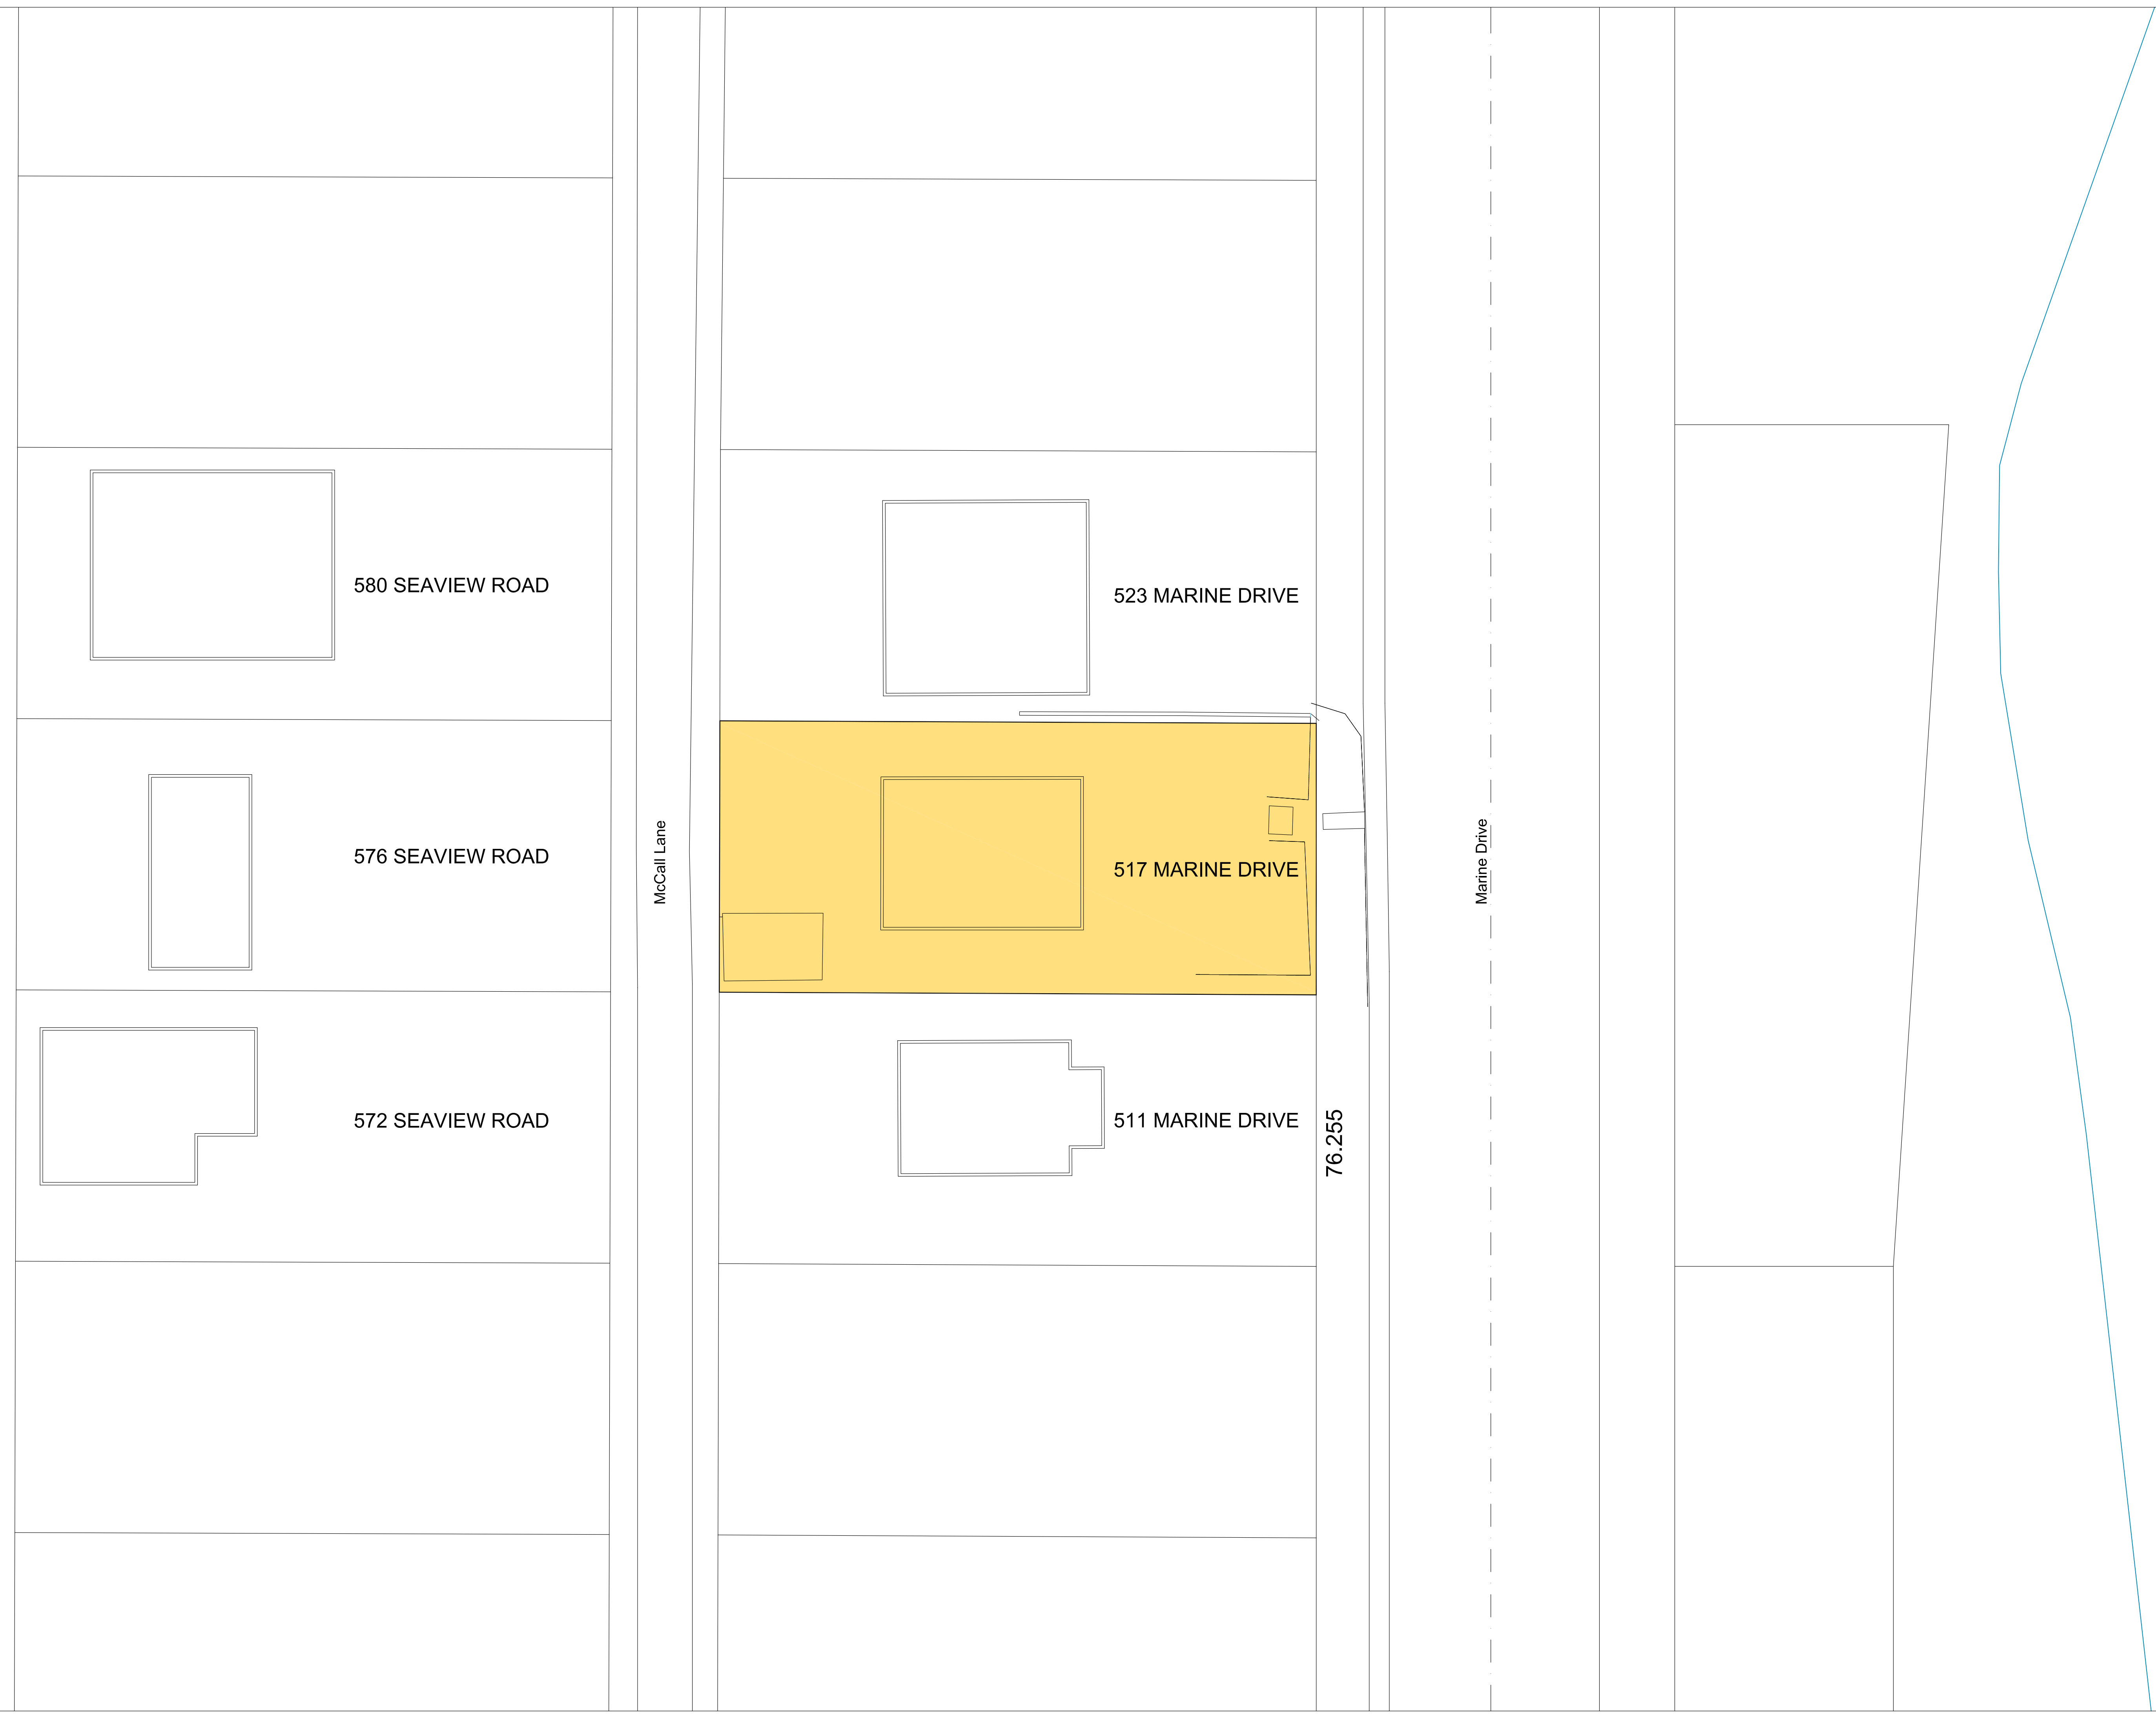 580 SEAVIEW ROAD
523 MARINE DRIVE
576 SEAVIEW ROAD
McCall Lane
517 MARINE DRIVE
Marine Drive
572 SEAVIEW ROAD
511 MARINE DRIVE
76.255